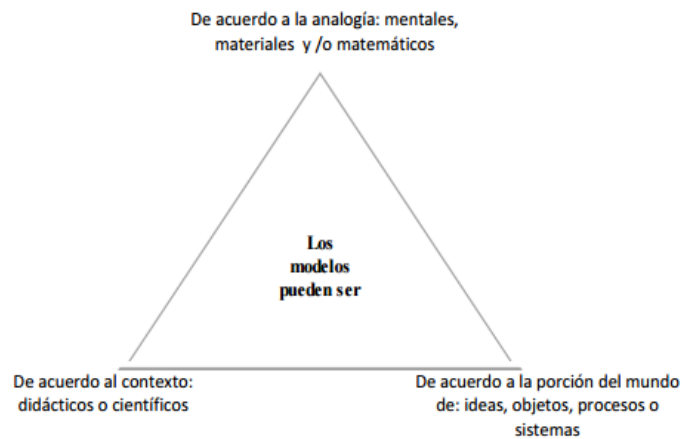 De acuerdo a la analogía: mentales,
materiales y /o matemáticos
Los
modelos
pueden ser
De acuerdo al contexto:
didácticos o científicos
De acuerdo a la porción del mundo
de: ideas, objetos, procesos o
sistemas